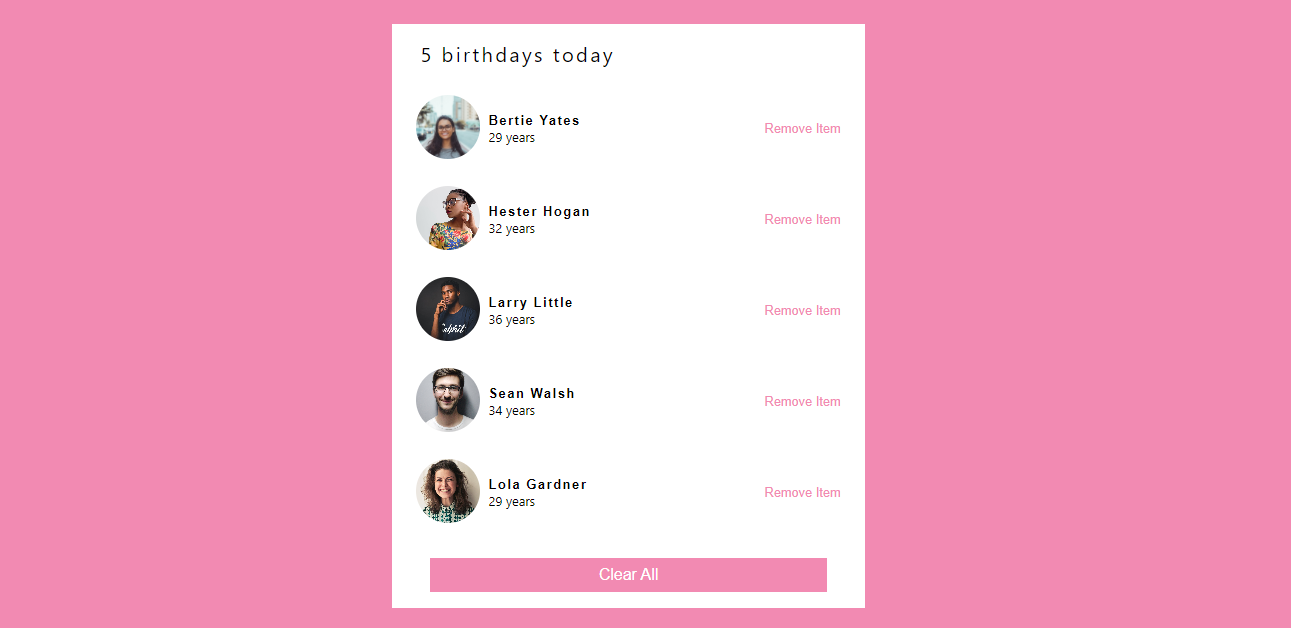 5 birthdays today
Bertie Yates
29 years
Remove Item
Hester Hogan
32 years
Remove Item
Larry Little
36 years
Remove Item
Sean Walsh
34 years
Remove Item
Lola Gardner
29 years
Remove Item
Clear All